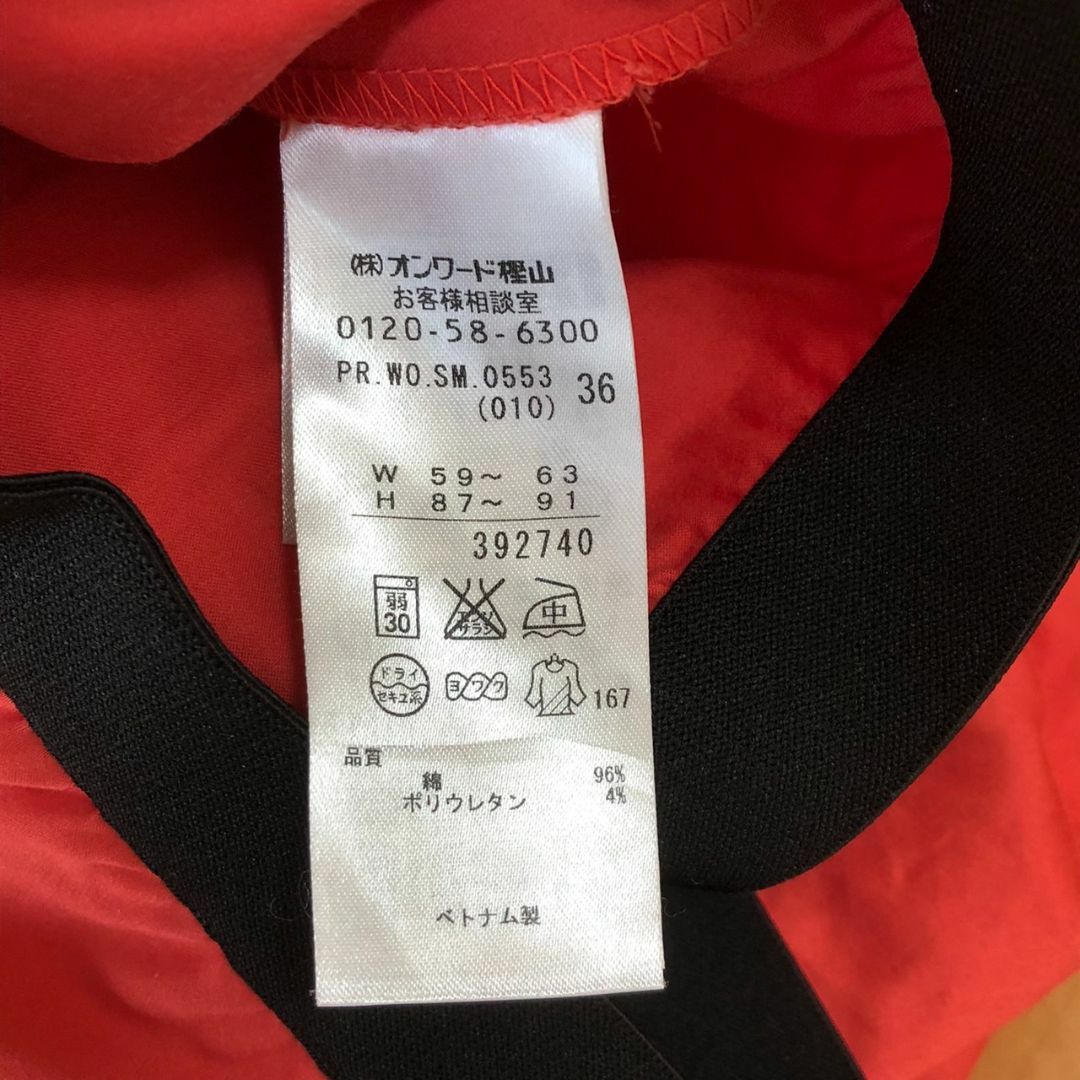 (株)オンワード樫山
お客様相談室
0120-58-6300
PR.WO.SM.0553 36
(010)
W 59～ 63
H 87～ 91
392740
弱 中
30 サラシ
ドライ
セキユ系 ヨワク 167
品質
綿 96%
ポリウレタン 4%
ベトナム製